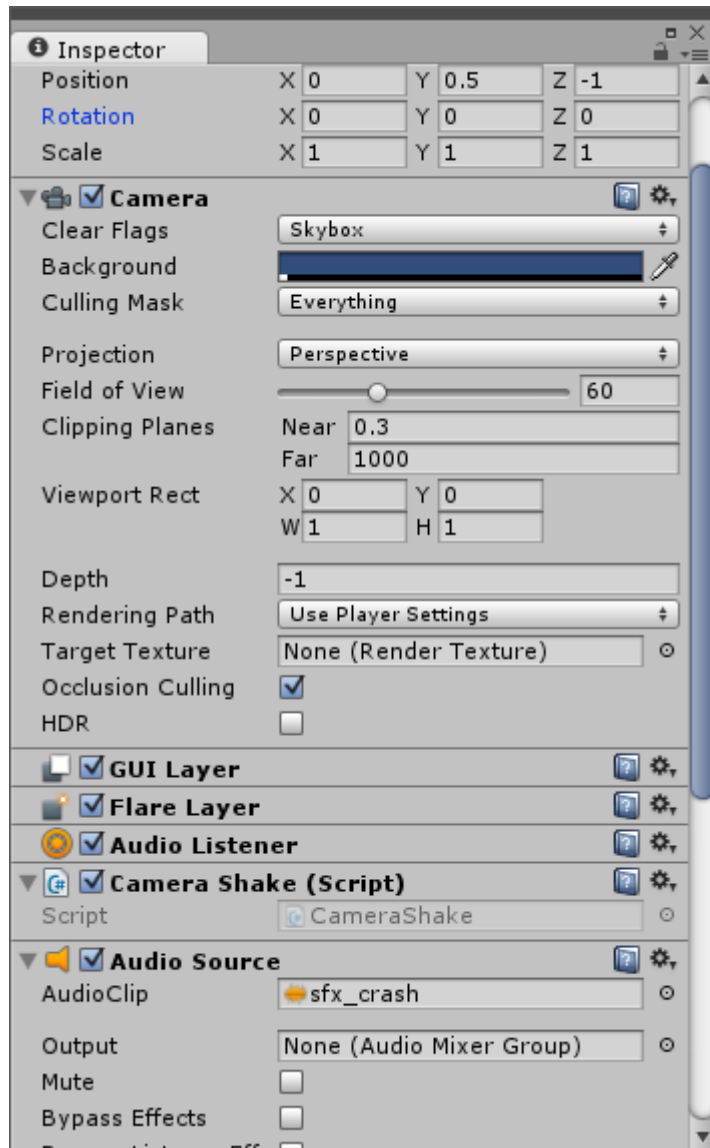 Inspector
Position X 0 Y 0.5 Z -1
Rotation X 0 Y 0 Z 0
Scale X 1 Y 1 Z 1
Camera
Clear Flags Skybox
Background
Culling Mask Everything
Projection Perspective
Field of View 60
Clipping Planes Near 0.3
Far 1000
Viewport Rect X 0 Y 0
W 1 H 1
Depth -1
Rendering Path Use Player Settings
Target Texture None (Render Texture)
Occlusion Culling
HDR
GUI Layer
Flare Layer
Audio Listener
Camera Shake (Script)
Script CameraShake
Audio Source
AudioClip sfx_crash
Output None (Audio Mixer Group)
Mute
Bypass Effects